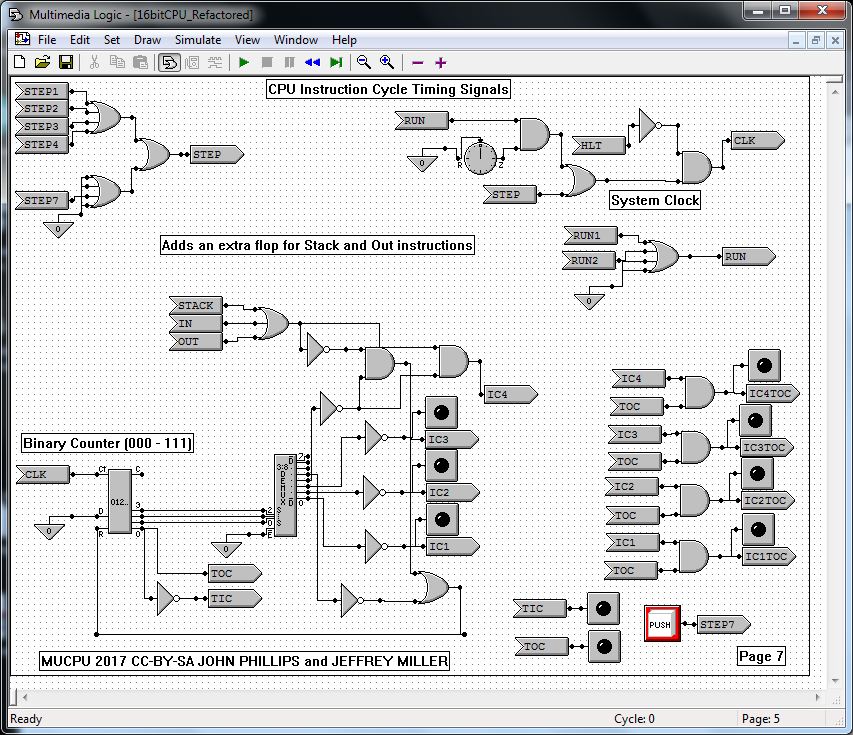 Multimedia Logic - [16bitCPU_Refactored]
File Edit Set Draw Simulate View Window Help
CPU Instruction Cycle Timing Signals
STEP1
STEP2
STEP3
STEP4
STEP
STEP7
0
RUN
0
R
Z
STEP
HLT
CLK
System Clock
Adds an extra flop for Stack and Out instructions
RUN1
RUN2
RUN
0
STACK
IN
OUT
IC4
IC3
IC2
IC1
IC4
TOC
IC4TOC
IC3
TOC
IC3TOC
IC2
TOC
IC2TOC
IC1
TOC
IC1TOC
Binary Counter (000 - 111)
CLK
Ct
C
012..
D
3
R
0
0
3:8
D
E
M
U
X
7
D
0
2
0
S
S
E
0
TOC
TIC
TIC
TOC
PUSH
STEP7
MUCPU 2017 CC-BY-SA JOHN PHILLIPS and JEFFREY MILLER
Page 7
Ready
Cycle: 0
Page: 5